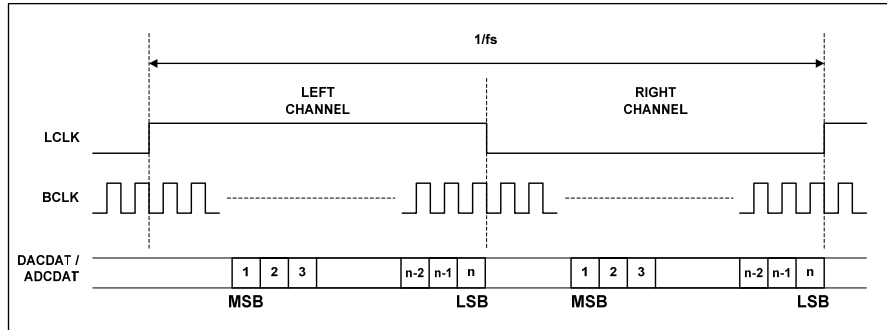 1/fs
LEFT
CHANNEL
RIGHT
CHANNEL
LCLK
BCLK
DACDAT /
ADCDAT
1 2 3 n-2 n-1 n 1 2 3 n-2 n-1 n
MSB LSB MSB LSB